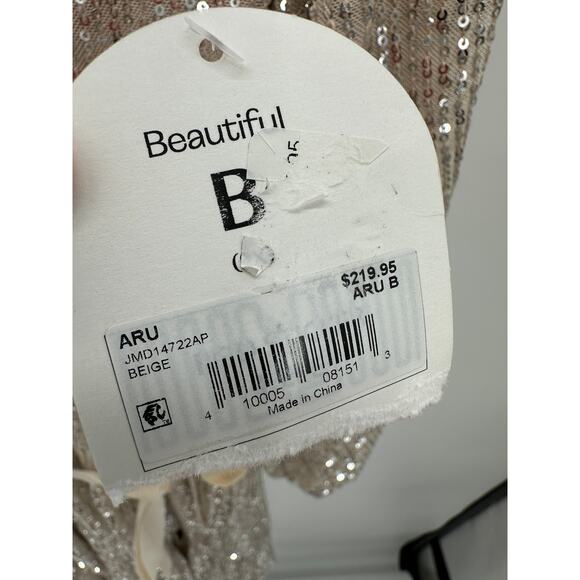 Beautiful
B
$219.95
ARU B
ARU
JMD14722AP
BEIGE
4 10005 08151 3
Made in China